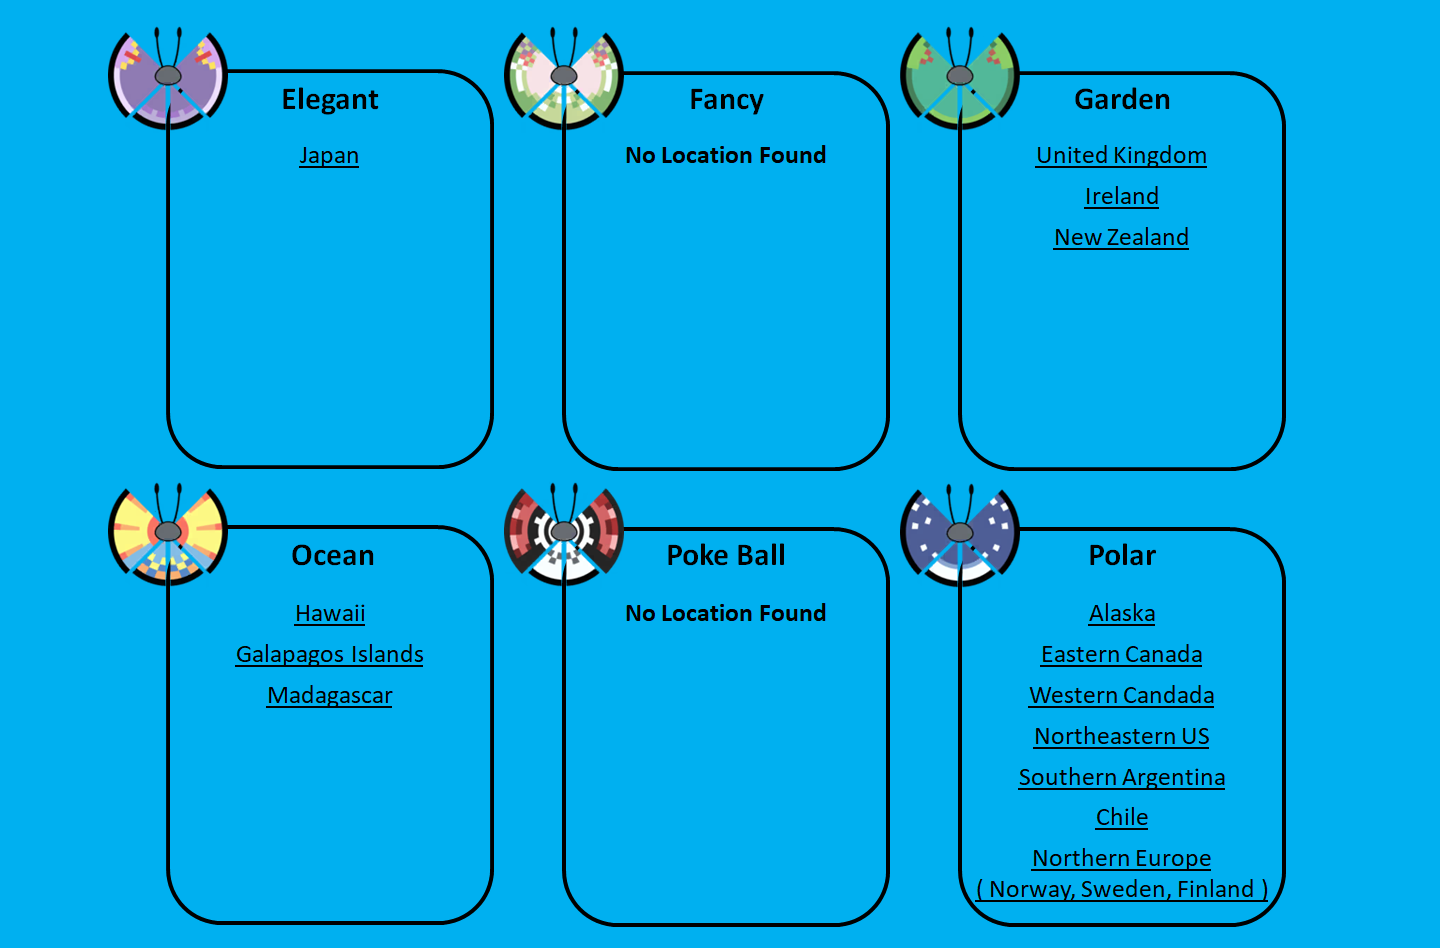 Elegant
Japan
Fancy
No Location Found
Garden
United Kingdom
Ireland
New Zealand
Ocean
Hawaii
Galapagos Islands
Madagascar
Poke Ball
No Location Found
Polar
Alaska
Eastern Canada
Western Candada
Northeastern US
Southern Argentina
Chile
Northern Europe
( Norway, Sweden, Finland )